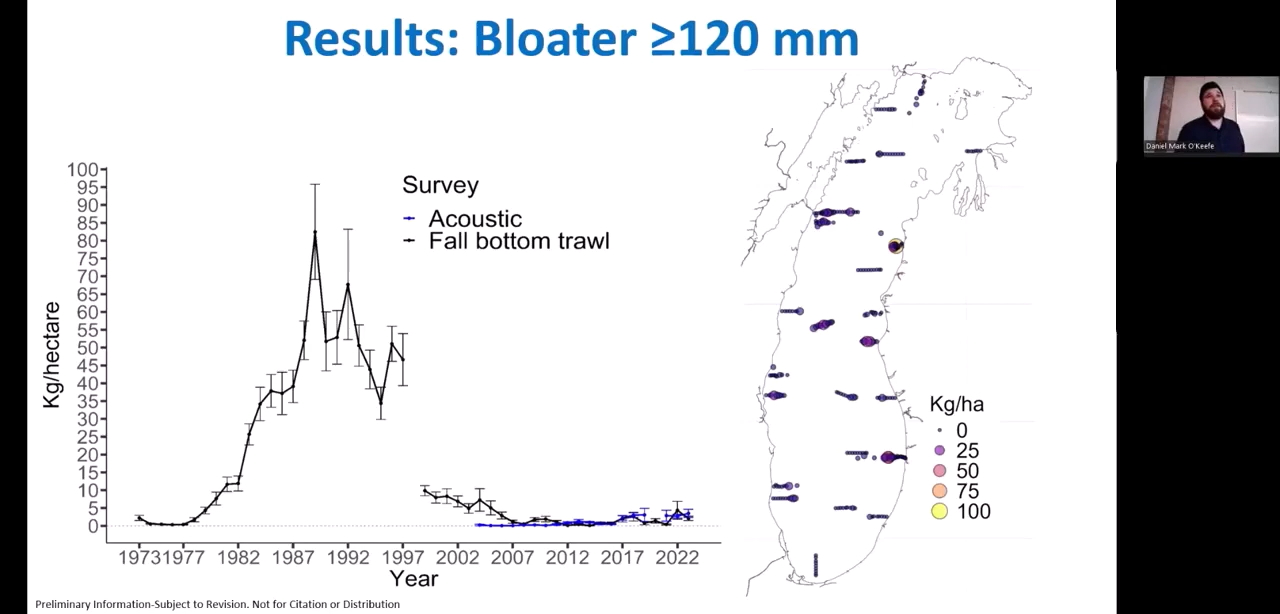 Results: Bloater ≥120 mm
Survey
Acoustic
Fall bottom trawl
100
95
90
85
80
75
70
65
60
55
50
45
40
35
30
25
20
15
10
5
0
Kg/hectare
1973 1977 1982 1987 1992 1997 2002 2007 2012 2017 2022
Year
Kg/ha
0
25
50
75
100
Preliminary Information-Subject to Revision. Not for Citation or Distribution
Daniel Mark O'Keefe